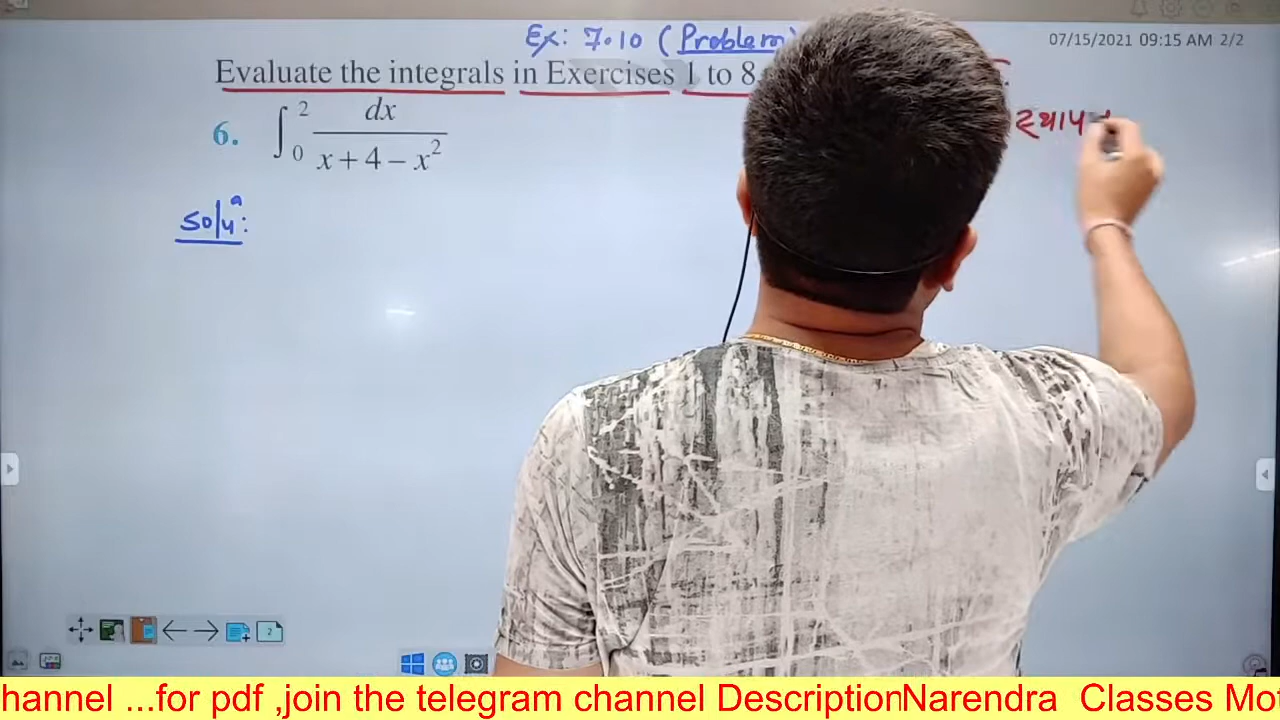 Ex: 7.10 (Problem)
07/15/2021 09:15 AM 2/2
Evaluate the integrals in Exercises 1 to 8
6. ∫₀² dx / (x + 4 – x²)
Solⁿ:
2
hannel ...for pdf ,join the telegram channel DescriptionNarendra Classes Mo